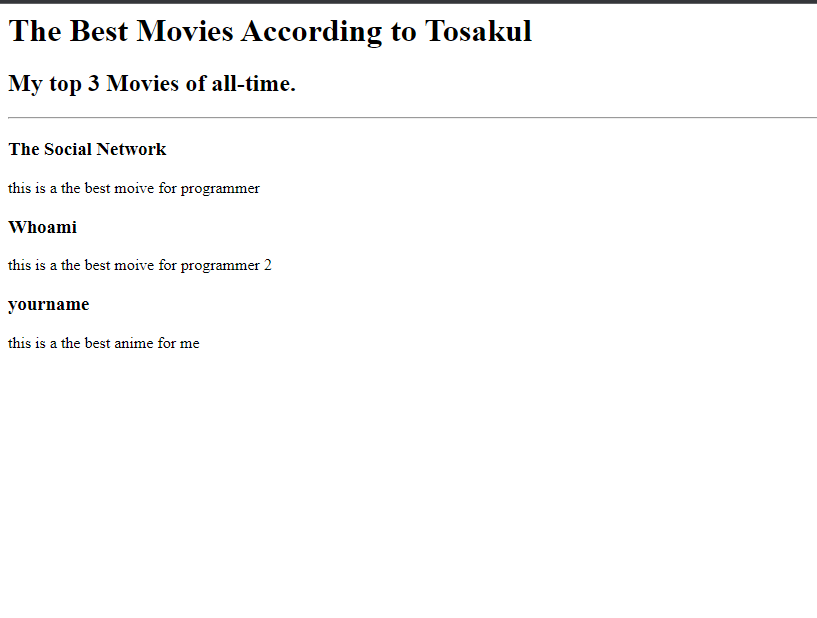 The Best Movies According to Tosakul
My top 3 Movies of all-time.
The Social Network
this is a the best moive for programmer
Whoami
this is a the best moive for programmer 2
yourname
this is a the best anime for me